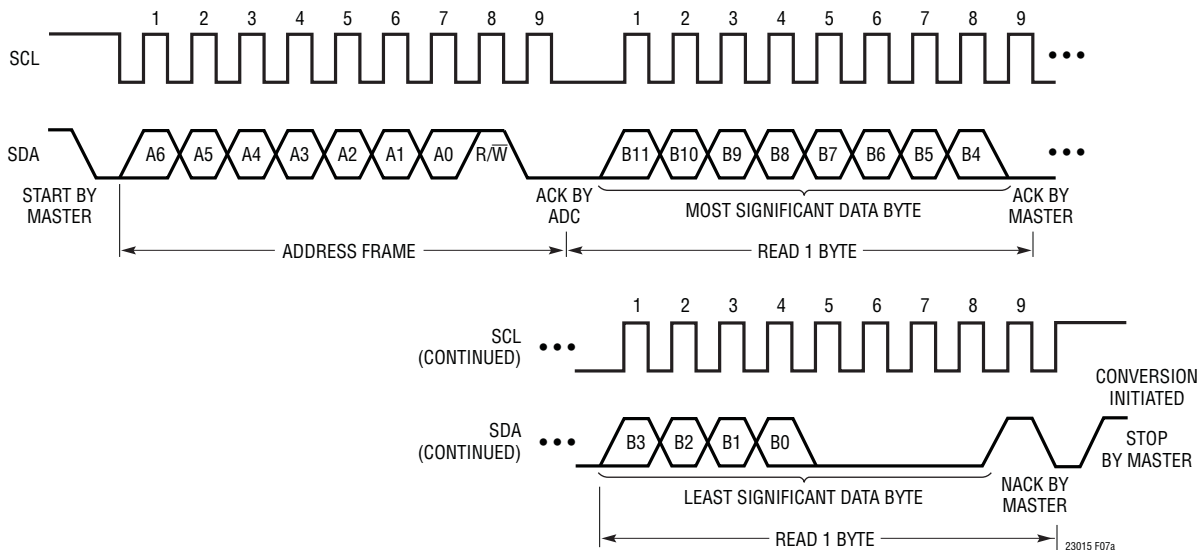 1 2 3 4 5 6 7 8 9 1 2 3 4 5 6 7 8 9
SCL
SDA
A6 A5 A4 A3 A2 A1 A0 R/W̅ B11 B10 B9 B8 B7 B6 B5 B4
START BY
MASTER
ACK BY
ADC
MOST SIGNIFICANT DATA BYTE
ACK BY
MASTER
ADDRESS FRAME
READ 1 BYTE
1 2 3 4 5 6 7 8 9
SCL
(CONTINUED)
CONVERSION
INITIATED
SDA
(CONTINUED)
B3 B2 B1 B0
STOP
BY MASTER
LEAST SIGNIFICANT DATA BYTE
NACK BY
MASTER
READ 1 BYTE
23015 F07a